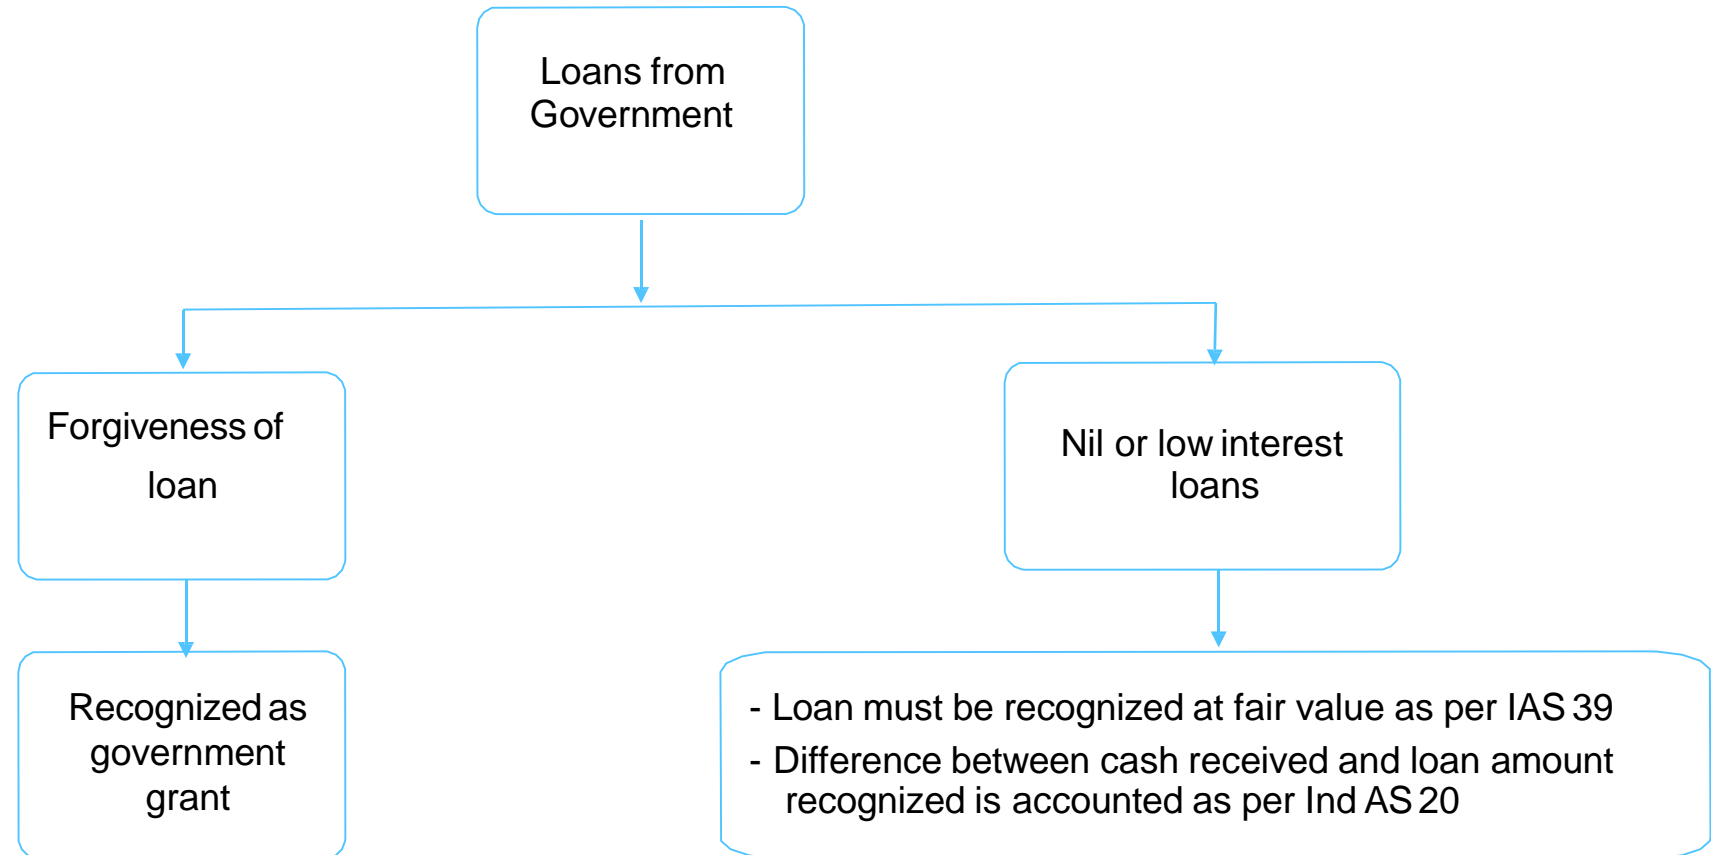 Loans from
Government
Forgiveness of
loan
Nil or low interest
loans
Recognized as
government
grant
- Loan must be recognized at fair value as per IAS 39
- Difference between cash received and loan amount
recognized is accounted as per Ind AS 20